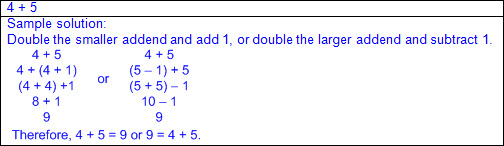 4 + 5
Sample solution:
Double the smaller addend and add 1, or double the larger addend and subtract 1.
4 + 5 4 + 5
4 + (4 + 1) or (5 – 1) + 5
(4 + 4) +1 (5 + 5) – 1
8 + 1 10 – 1
9 9
Therefore, 4 + 5 = 9 or 9 = 4 + 5.